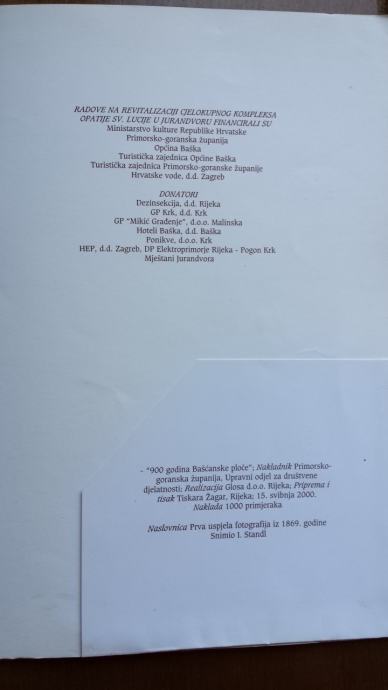 RADOVE NA REVITALIZACIJI CJELOKUPNOG KOMPLEKSA
OPATIJE SV. LUCIJE U JURANDVORU FINANCIRALI SU
Ministarstvo kulture Republike Hrvatske
Primorsko-goranska županija
Općina Baška
Turistička zajednica Općine Baška
Turistička zajednica Primorsko-goranske županije
Hrvatske vode, d.d. Zagreb
DONATORI
Dezinsekcija, d.d. Rijeka
GP Krk, d.d. Krk
GP "Mikić Građenje", d.o.o. Malinska
Hoteli Baška, d.d. Baška
Ponikve, d.o.o. Krk
HEP, d.d. Zagreb, DP Elektroprimorje Rijeka - Pogon Krk
Mještani Jurandvora
- "900 godina Bašćanske ploče"; Nakladnik Primorsko-
goranska županija, Upravni odjel za društvene
djelatnosti; Realizacija Glosa d.o.o. Rijeka; Priprema i
tisak Tiskara Žagar, Rijeka; 15. svibnja 2000.
Naklada 1000 primjeraka
Naslovnica Prva uspjela fotografija iz 1869. godine
Snimio I. Standl